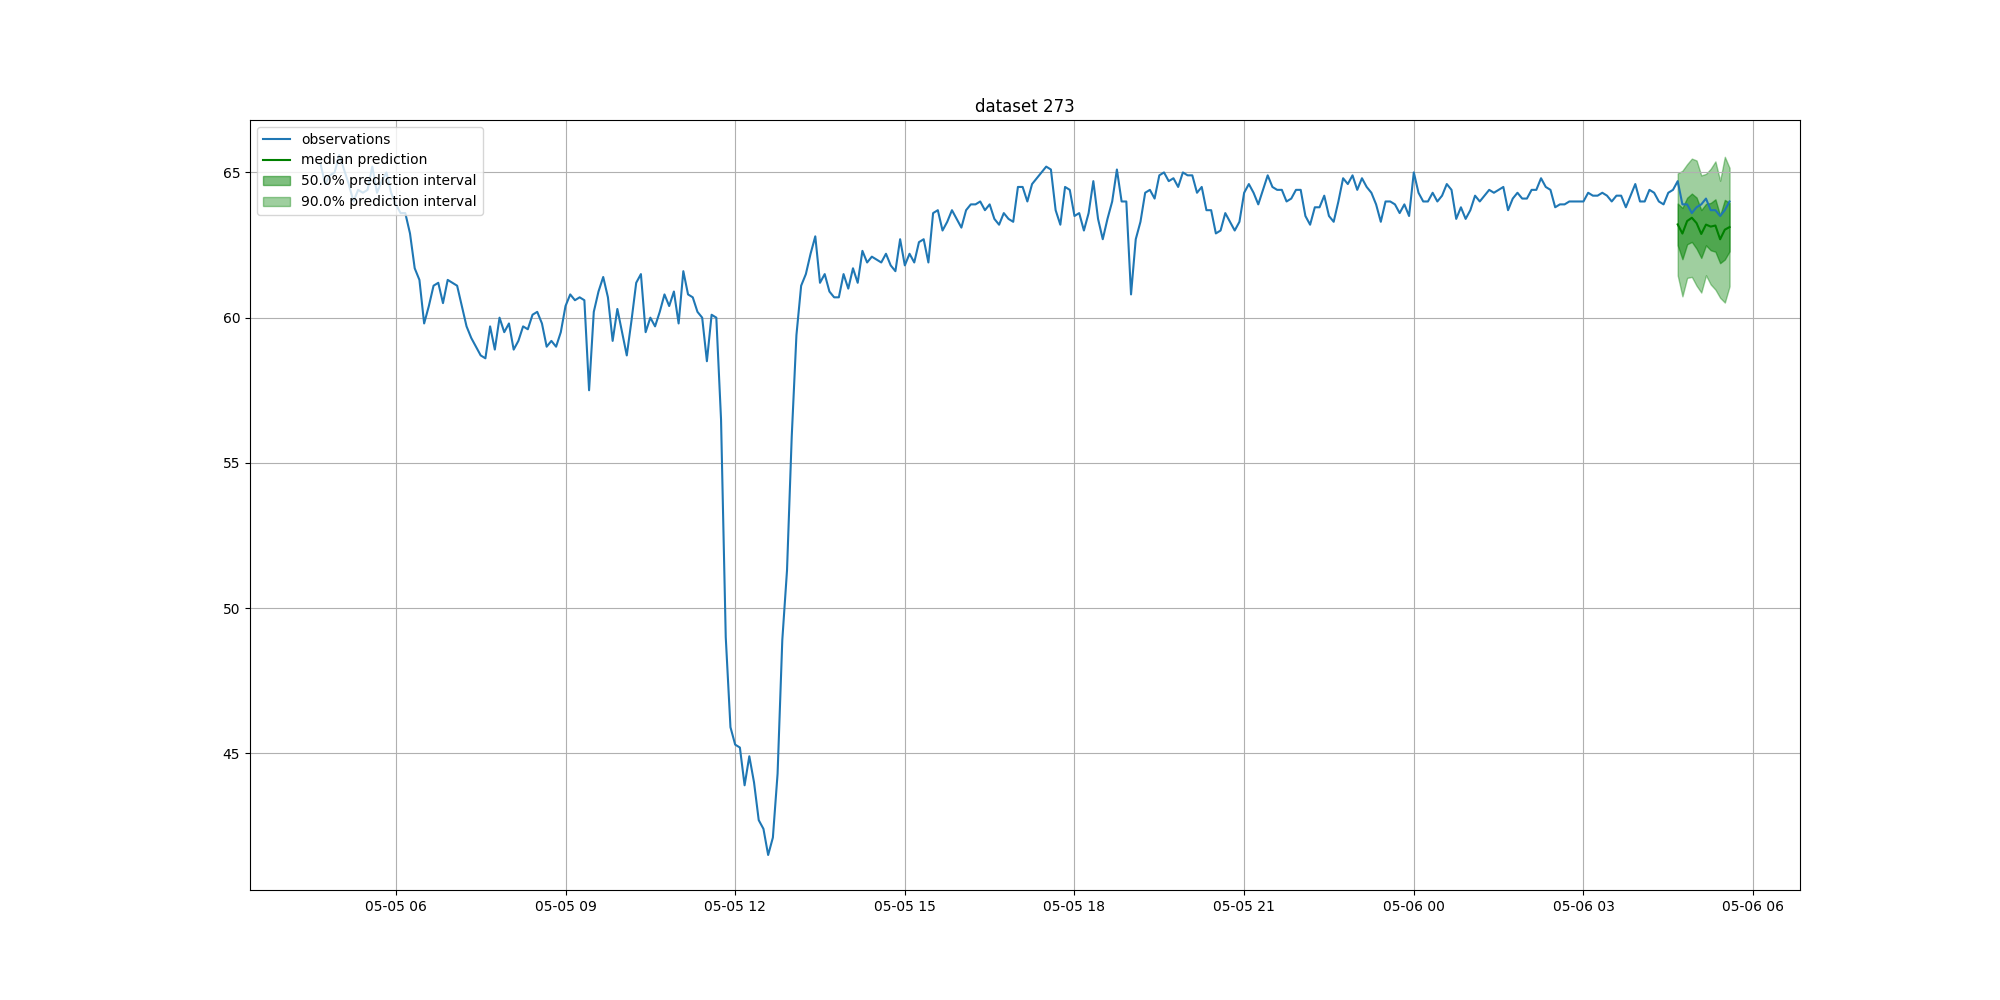 dataset 273
observations
median prediction
50.0% prediction interval
90.0% prediction interval
65
60
55
50
45
05-05 06
05-05 09
05-05 12
05-05 15
05-05 18
05-05 21
05-06 00
05-06 03
05-06 06